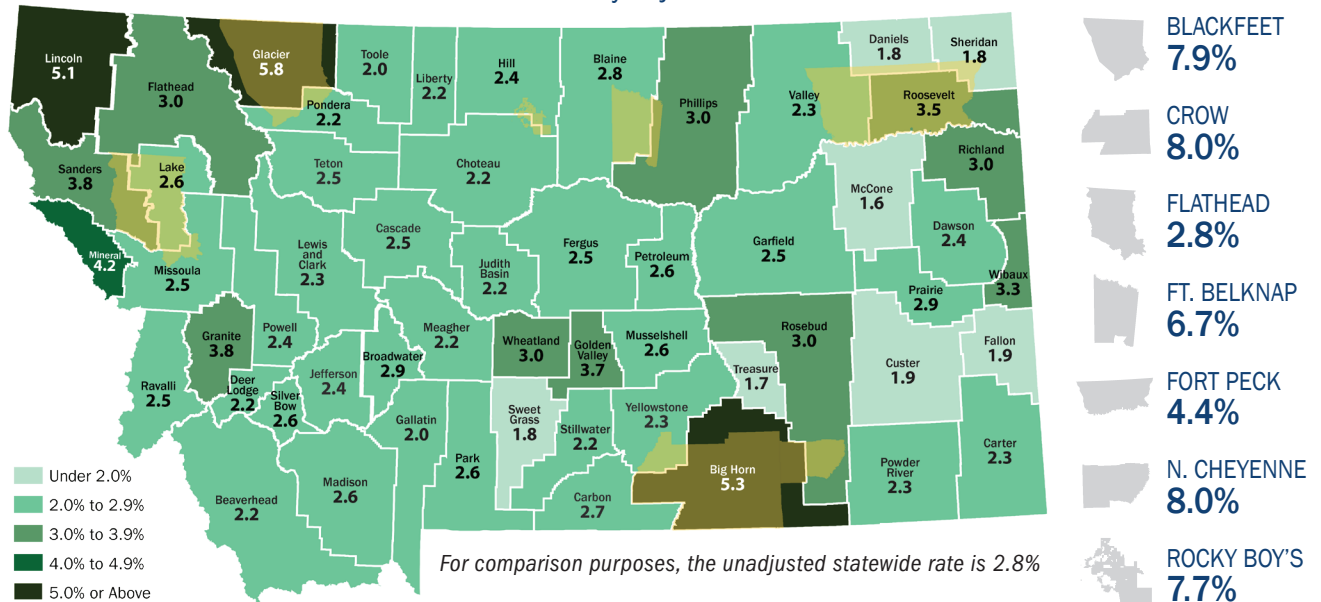 Lincoln
5.1
Flathead
3.0
Glacier
5.8
Toole
2.0
Liberty
2.2
Hill
2.4
Blaine
2.8
Phillips
3.0
Valley
2.3
Daniels
1.8
Sheridan
1.8
Roosevelt
3.5
Pondera
2.2
Sanders
3.8
Lake
2.6
Teton
2.5
Choteau
2.2
Richland
3.0
McCone
1.6
Mineral
4.2
Missoula
2.5
Lewis
and
Clark
2.3
Cascade
2.5
Judith
Basin
2.2
Fergus
2.5
Petroleum
2.6
Garfield
2.5
Dawson
2.4
Wibaux
3.3
Prairie
2.9
Granite
3.8
Powell
2.4
Broadwater
2.9
Meagher
2.2
Wheatland
3.0
Golden
Valley
3.7
Musselshell
2.6
Rosebud
3.0
Treasure
1.7
Custer
1.9
Fallon
1.9
Ravalli
2.5
Deer
Lodge
2.2
Silver
Bow
2.6
Jefferson
2.4
Gallatin
2.0
Park
2.6
Sweet
Grass
1.8
Stillwater
2.2
Yellowstone
2.3
Big Horn
5.3
Powder
River
2.3
Carter
2.3
Beaverhead
2.2
Madison
2.6
Carbon
2.7
Under 2.0%
2.0% to 2.9%
3.0% to 3.9%
4.0% to 4.9%
5.0% or Above
For comparison purposes, the unadjusted statewide rate is 2.8%
BLACKFEET
7.9%
CROW
8.0%
FLATHEAD
2.8%
FT. BELKNAP
6.7%
FORT PECK
4.4%
N. CHEYENNE
8.0%
ROCKY BOY'S
7.7%